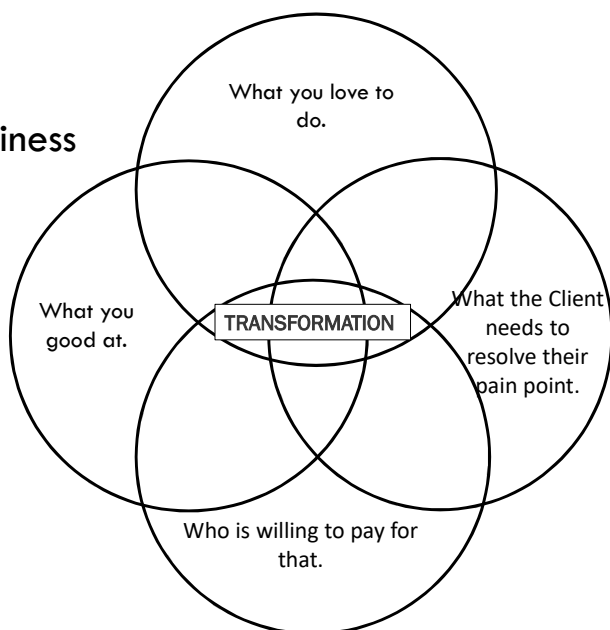 What you love to
do.
iness
What you
good at.
TRANSFORMATION
What the Client
needs to
resolve their
pain point.
Who is willing to pay for
that.